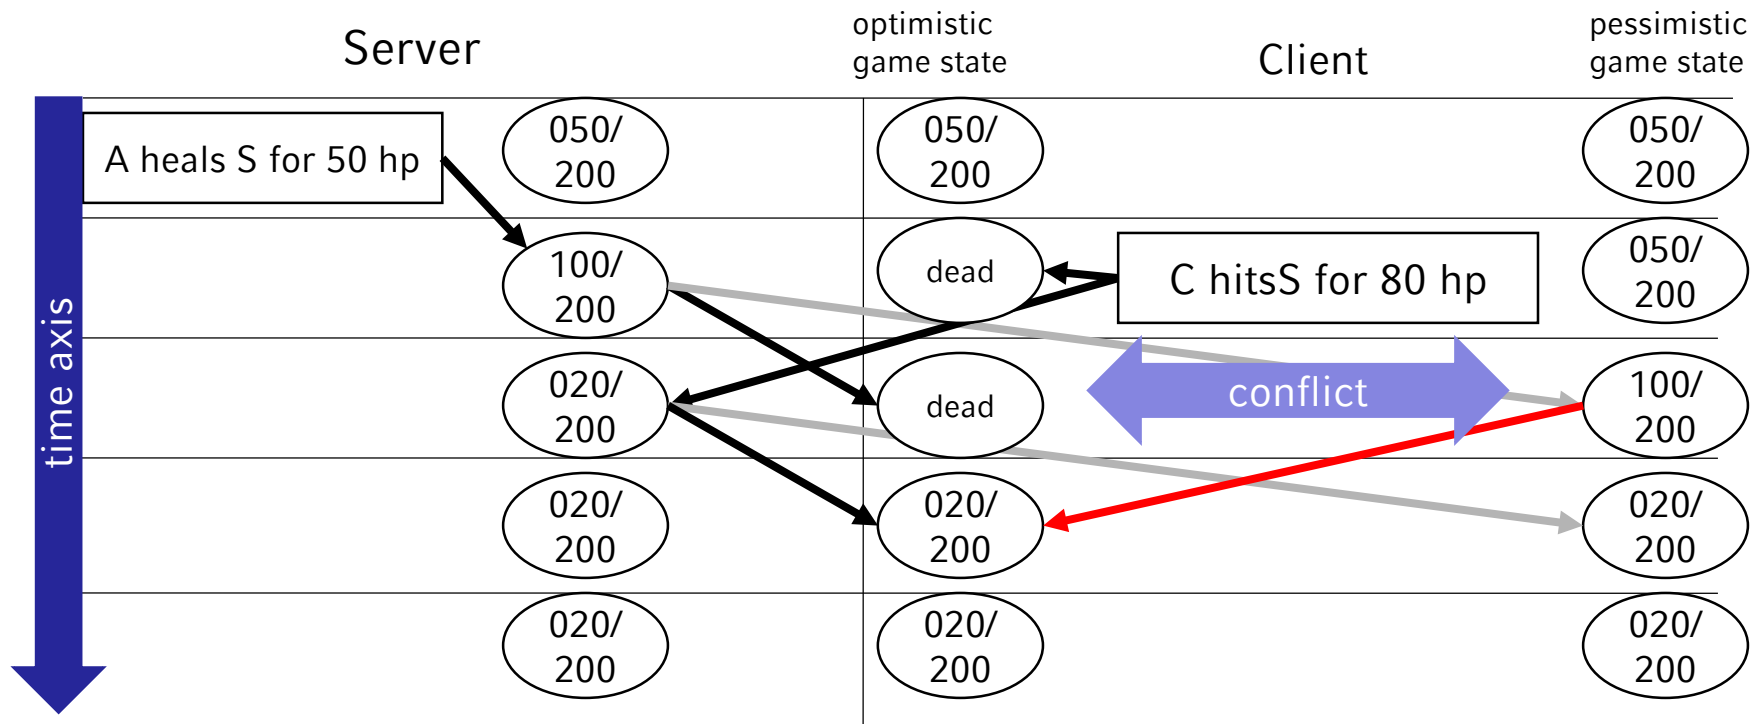 Server
optimistic
game state
Client
pessimistic
game state
time axis
A heals S for 50 hp
050/
200
050/
200
050/
200
100/
200
dead
C hitsS for 80 hp
050/
200
020/
200
dead
conflict
100/
200
020/
200
020/
200
020/
200
020/
200
020/
200
020/
200